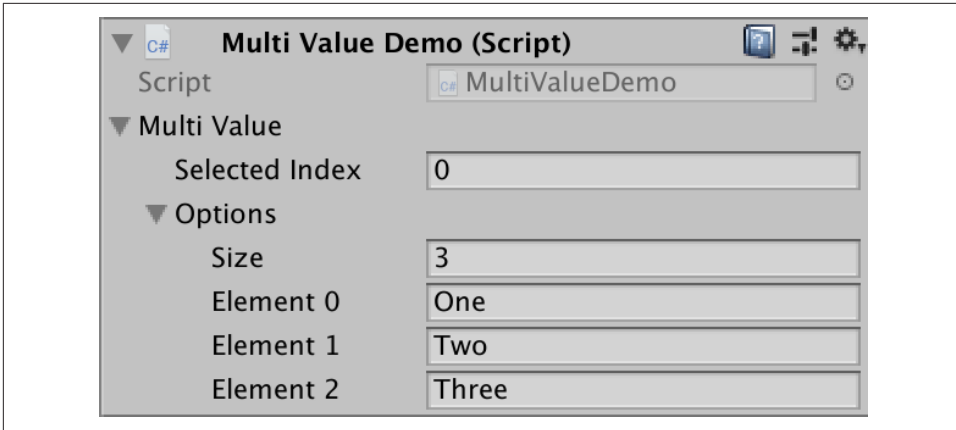 C# Multi Value Demo (Script)
Script C# MultiValueDemo
Multi Value
Selected Index 0
Options
Size 3
Element 0 One
Element 1 Two
Element 2 Three